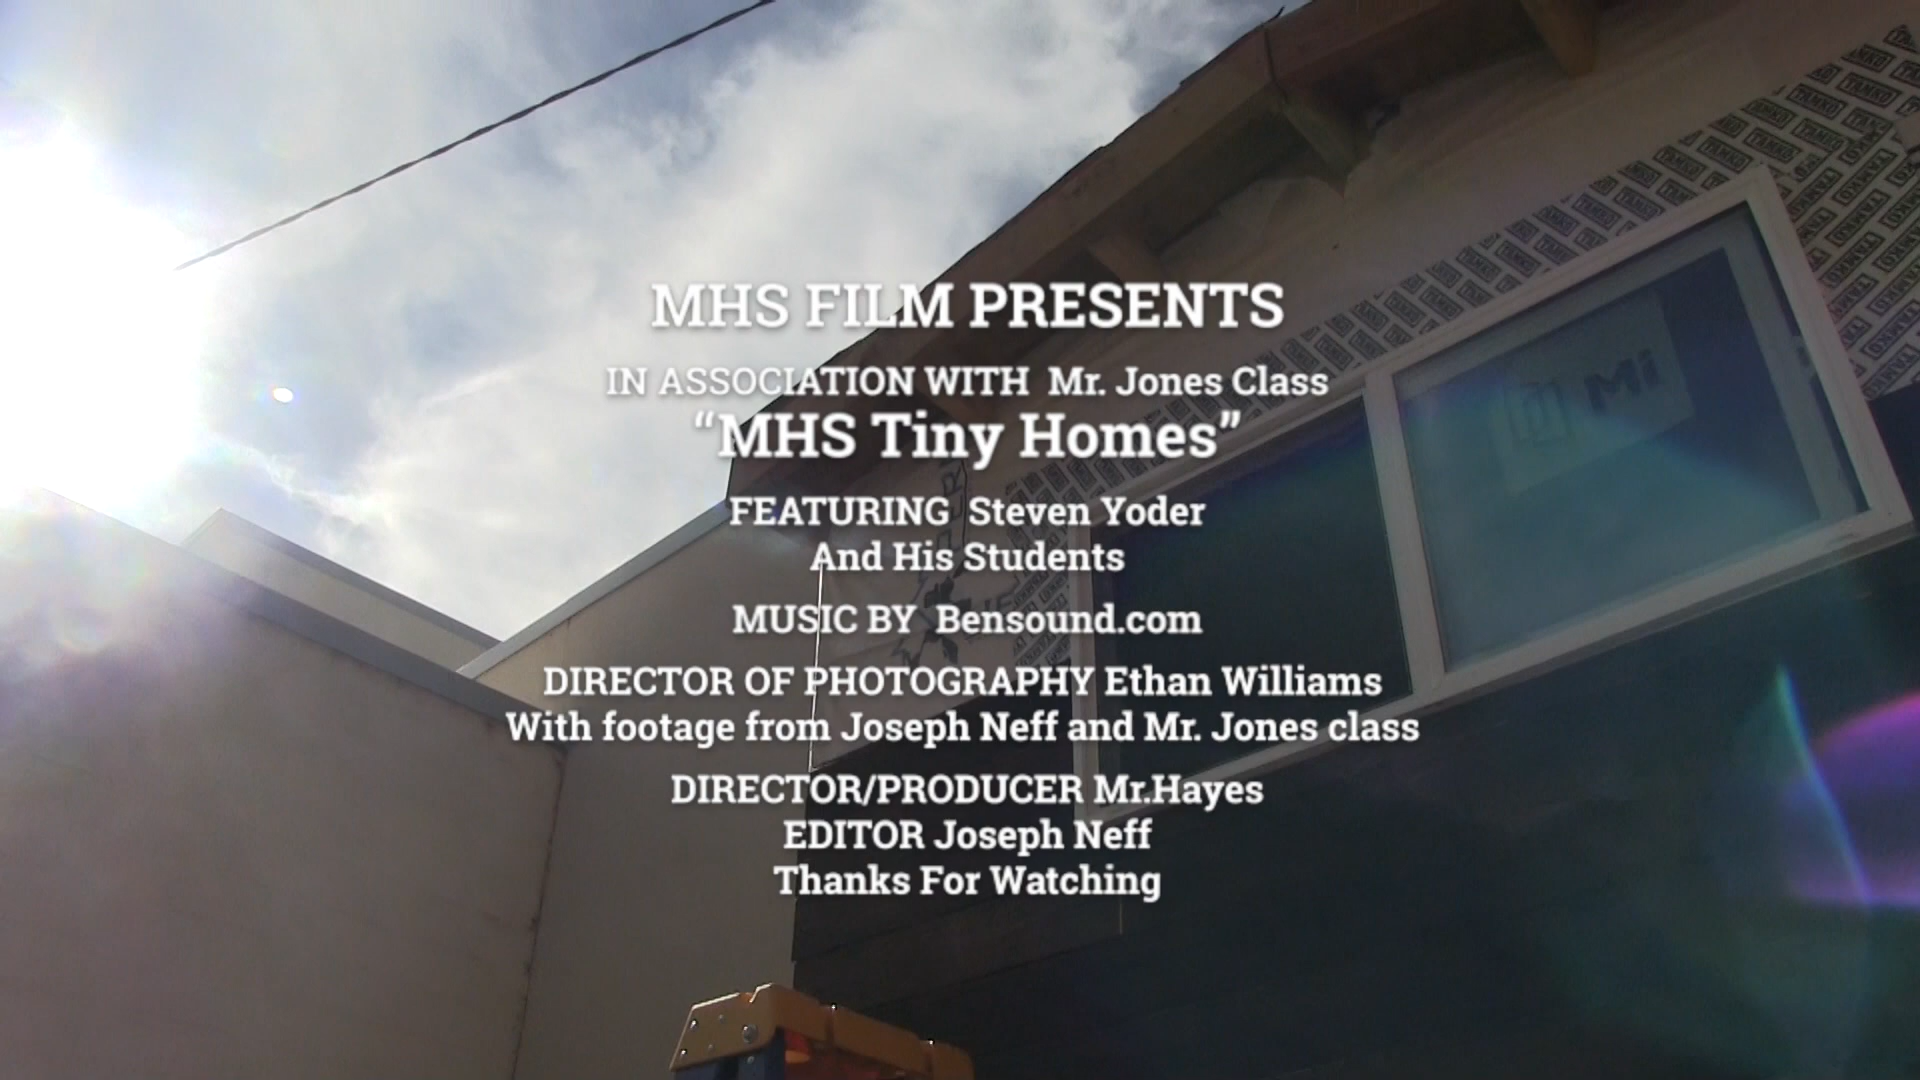 MHS FILM PRESENTS
IN ASSOCIATION WITH Mr. Jones Class
“MHS Tiny Homes”
FEATURING Steven Yoder
And His Students
MUSIC BY Bensound.com
DIRECTOR OF PHOTOGRAPHY Ethan Williams
With footage from Joseph Neff and Mr. Jones class
DIRECTOR/PRODUCER Mr.Hayes
EDITOR Joseph Neff
Thanks For Watching
TAMKO
Mi